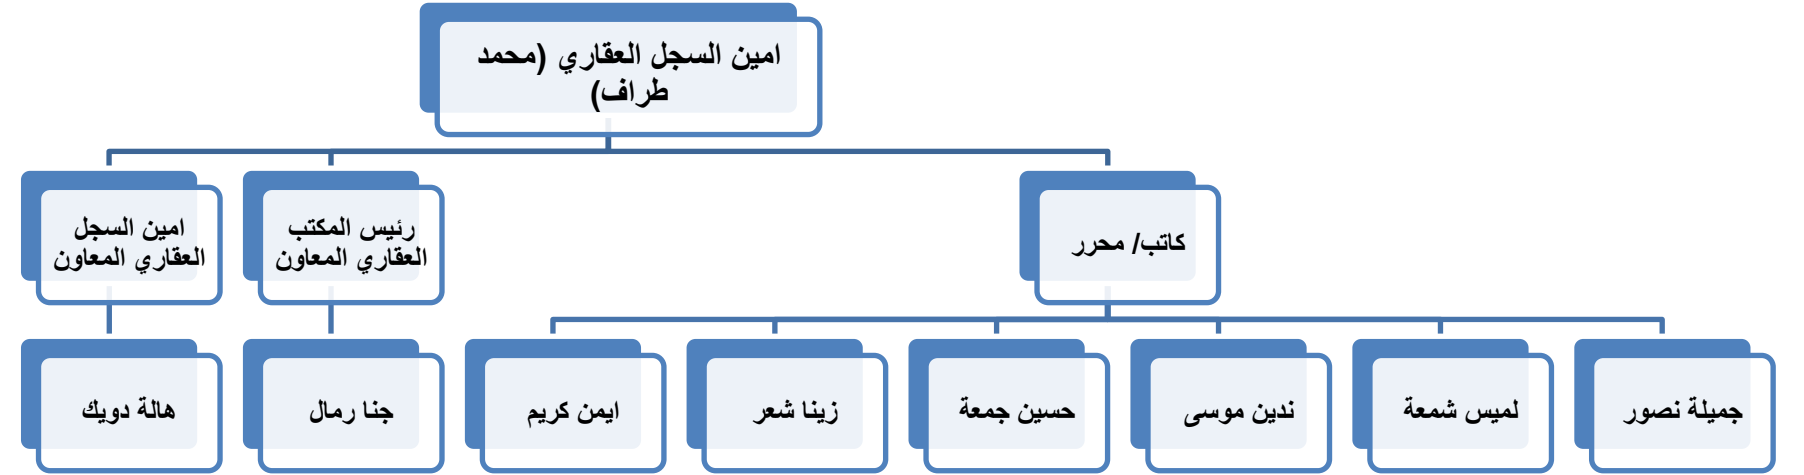 امين السجل العقاري (محمد
طراف)
كاتب/ محرر
رئيس المكتب
العقاري المعاون
امين السجل
العقاري المعاون
جميلة نصور
لميس شمعة
ندين موسى
حسين جمعة
زينا شعر
ايمن كريم
جنا رمال
هالة دويك